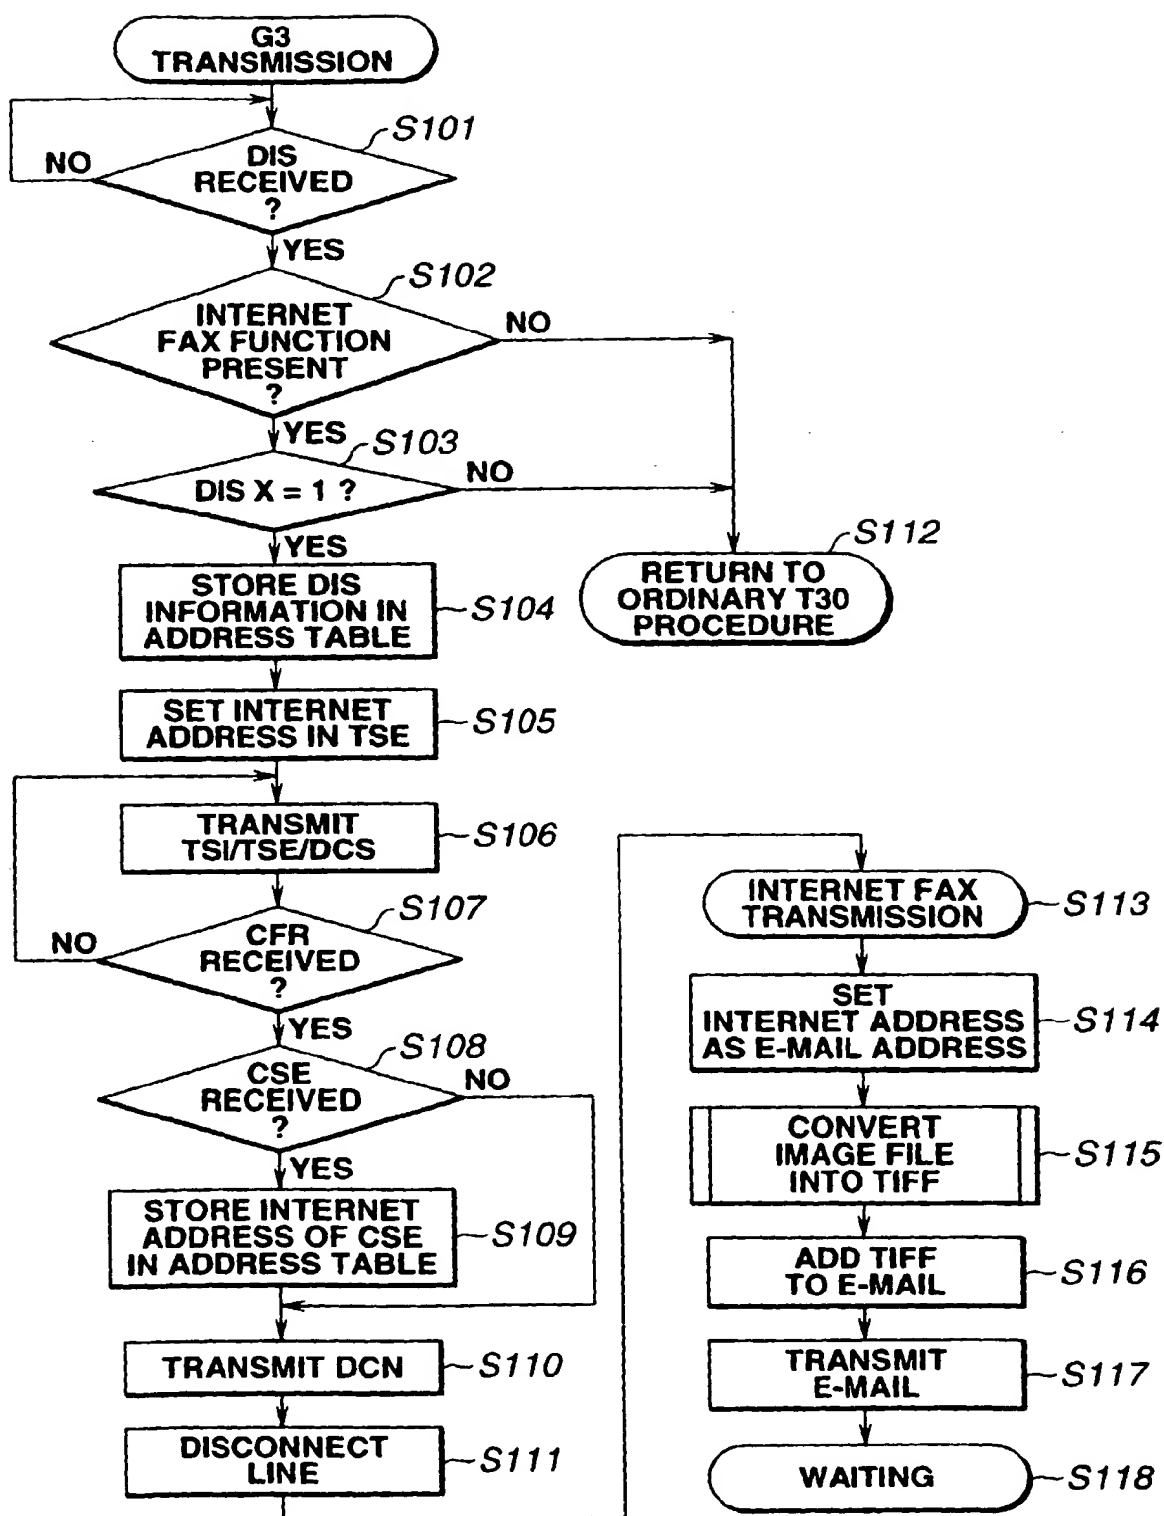 G3
TRANSMISSION
S101
NO
DIS
RECEIVED
?
YES
S102
INTERNET
FAX FUNCTION
PRESENT
?
NO
YES
S103
DIS X = 1 ?
NO
YES
S112
RETURN TO
ORDINARY T30
PROCEDURE
STORE DIS
INFORMATION IN
ADDRESS TABLE
S104
SET INTERNET
ADDRESS IN TSE
S105
TRANSMIT
TSI/TSE/DCS
S106
S107
NO
CFR
RECEIVED
?
YES
S108
CSE
RECEIVED
?
NO
YES
STORE INTERNET
ADDRESS OF CSE
IN ADDRESS TABLE
S109
TRANSMIT DCN
S110
DISCONNECT
LINE
S111
INTERNET FAX
TRANSMISSION
S113
SET
INTERNET ADDRESS
AS E-MAIL ADDRESS
S114
CONVERT
IMAGE FILE
INTO TIFF
S115
ADD TIFF
TO E-MAIL
S116
TRANSMIT
E-MAIL
S117
WAITING
S118